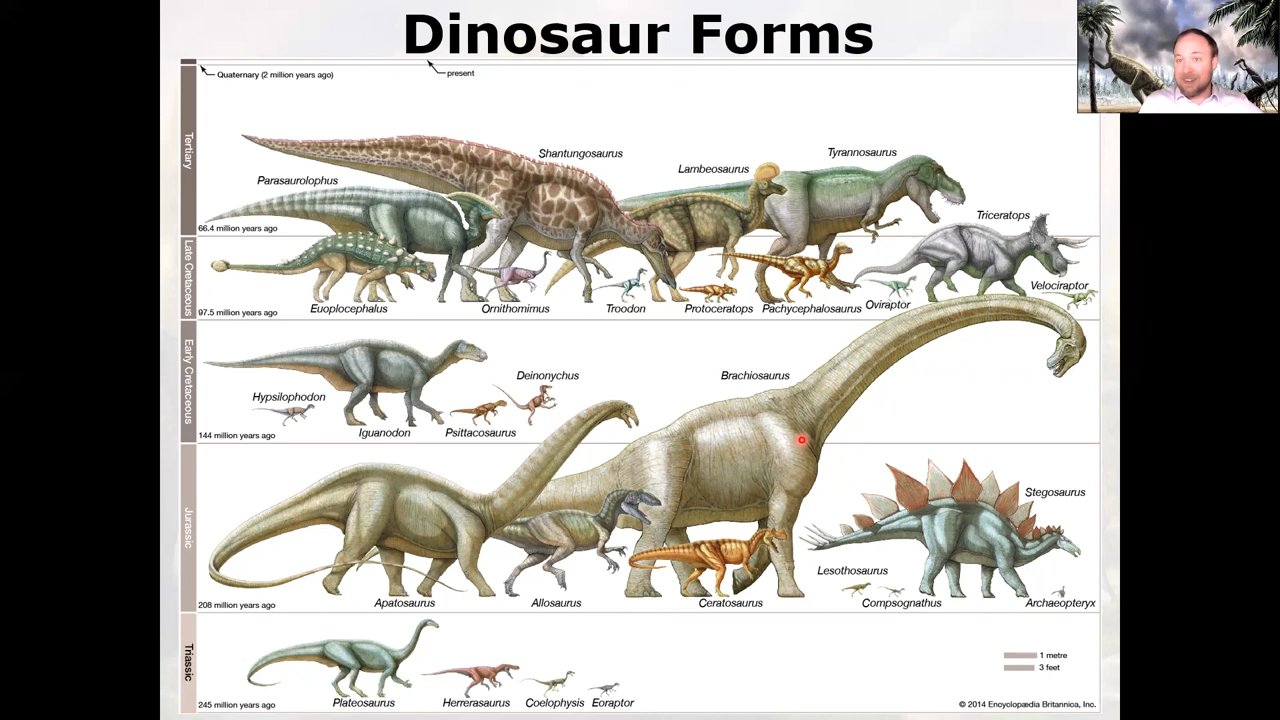 Dinosaur Forms
Quaternary (2 million years ago)
present
Tertiary
Shantungosaurus
Tyrannosaurus
Lambeosaurus
Parasaurolophus
Triceratops
66.4 million years ago
Late Cretaceous
Velociraptor
Euoplocephalus
Ornithomimus
Troodon
Protoceratops
Pachycephalosaurus
Oviraptor
97.5 million years ago
Early Cretaceous
Brachiosaurus
Deinonychus
Hypsilophodon
Iguanodon
Psittacosaurus
144 million years ago
Jurassic
Stegosaurus
Lesothosaurus
Apatosaurus
Allosaurus
Ceratosaurus
Compsognathus
Archaeopteryx
208 million years ago
Triassic
1 metre
3 feet
Plateosaurus
Herrerasaurus
Coelophysis
Eoraptor
245 million years ago
© 2014 Encyclopædia Britannica, Inc.